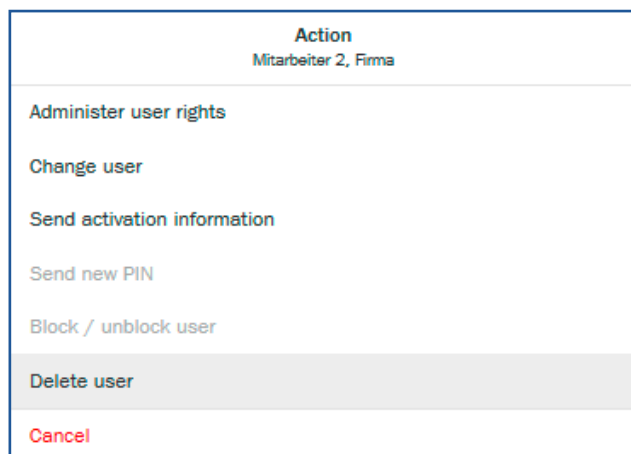 Action
Mitarbeiter 2, Firma
Administer user rights
Change user
Send activation information
Send new PIN
Block / unblock user
Delete user
Cancel